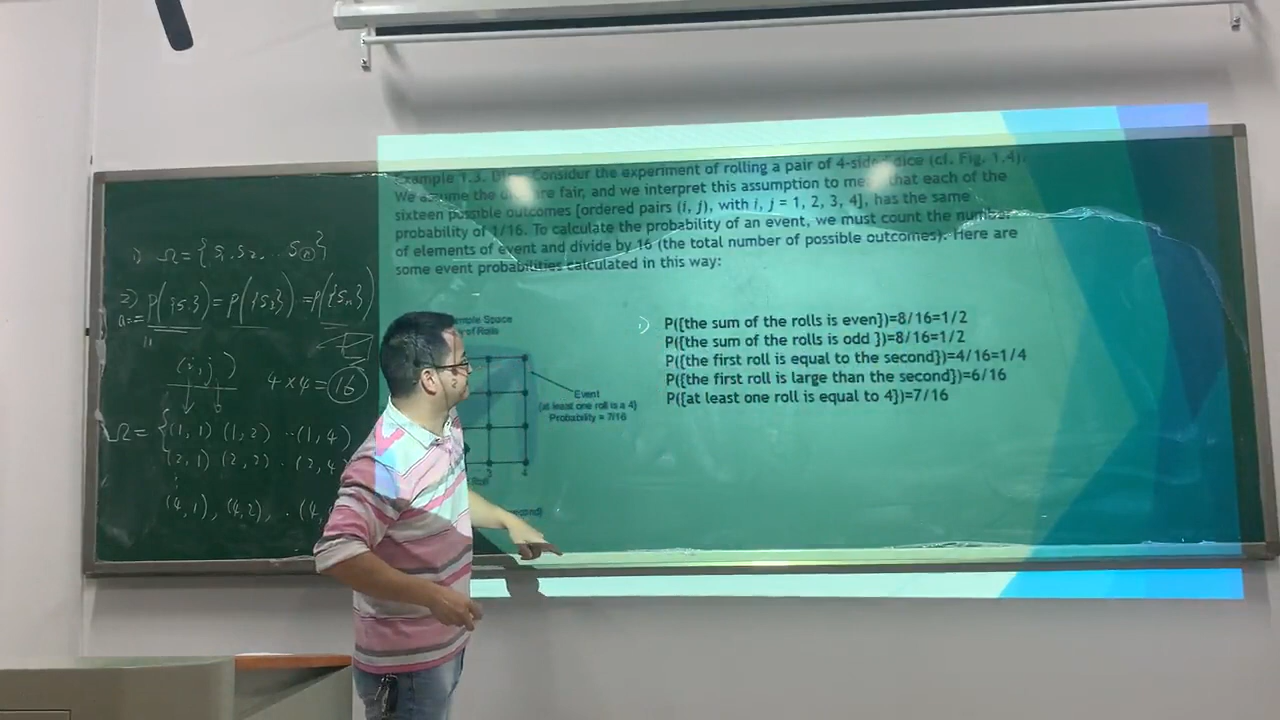 Example 1.3. Consider the experiment of rolling a pair of 4-sided dice (cf. Fig. 1.4).
We assume the dice are fair, and we interpret this assumption to mean that each of the
sixteen possible outcomes [ordered pairs (i, j), with i, j = 1, 2, 3, 4], has the same
probability of 1/16. To calculate the probability of an event, we must count the number
of elements of event and divide by 16 (the total number of possible outcomes). Here are
some event probabilities calculated in this way:
1) Ω = {S₁, S₂, ... Sₙ}
2) P({S₁}) = P({S₂}) = P({Sₙ})
(i, j)
4 × 4 = 16
Ω = {(1, 1) (1, 2) ··(1, 4)
(2, 1) (2, 2) · (2, 4
(4, 1), (4, 2), · (4,
Sample Space
of Rolls
Event
(at least one roll is a 4)
Probability = 7/16
4
1)
P({the sum of the rolls is even})=8/16=1/2
P({the sum of the rolls is odd })=8/16=1/2
P({the first roll is equal to the second})=4/16=1/4
P({the first roll is large than the second})=6/16
P({at least one roll is equal to 4})=7/16